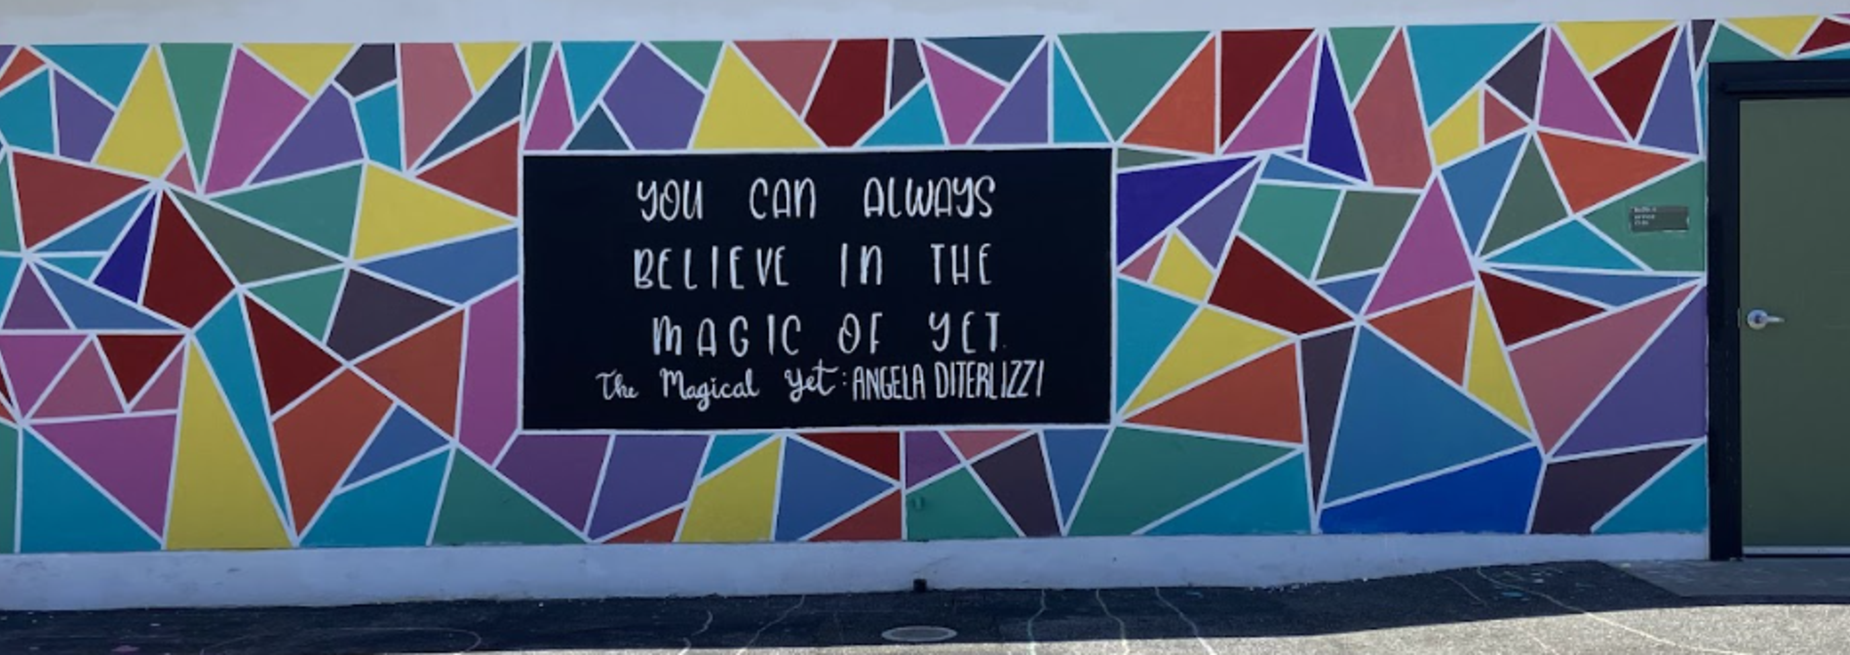 YOU CAN ALWAYS
BELIEVE IN THE
MAGIC OF YET.
The Magical Yet: ANGELA DITERLIZZI